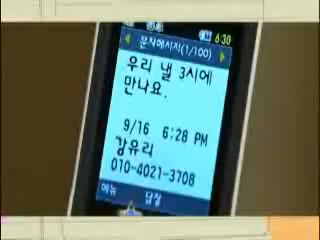 6:30
문자메시지(1/100)
우리 낼 3시에
만나요.
9/16 6:28 PM
강유리
010-4021-3708
메뉴 답장